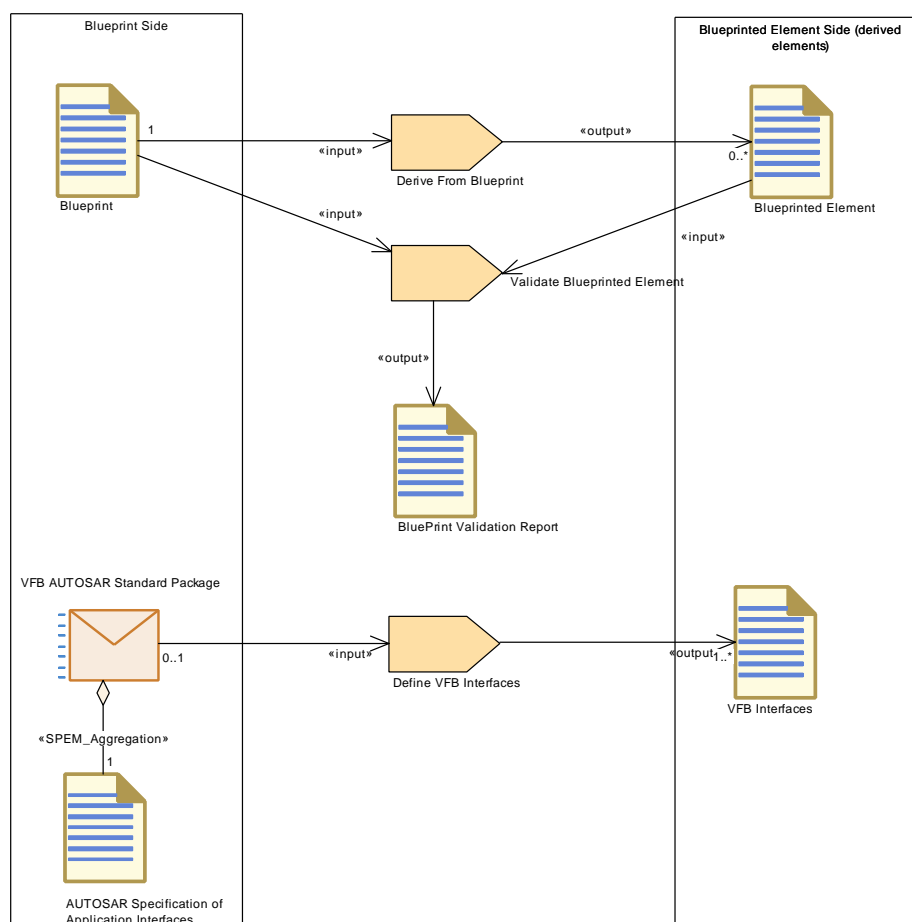 Blueprint Side
Blueprinted Element Side (derived
elements)
1
«input»
«output»
0..*
Derive From Blueprint
Blueprint
Blueprinted Element
«input»
«input»
Validate Blueprinted Element
«output»
BluePrint Validation Report
VFB AUTOSAR Standard Package
0..1
«input»
«output»
1..*
Define VFB Interfaces
VFB Interfaces
«SPEM_Aggregation»
1
AUTOSAR Specification of
Application Interfaces